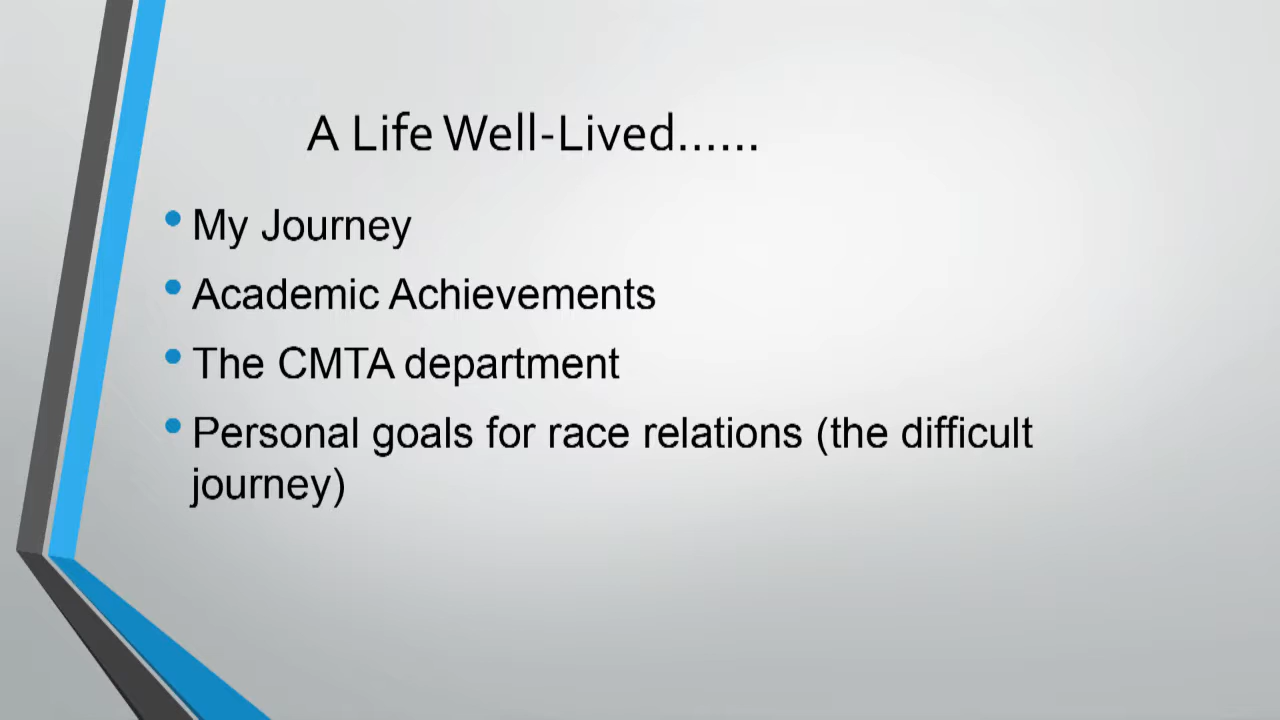 A Life Well-Lived......
• My Journey
• Academic Achievements
• The CMTA department
• Personal goals for race relations (the difficult
journey)